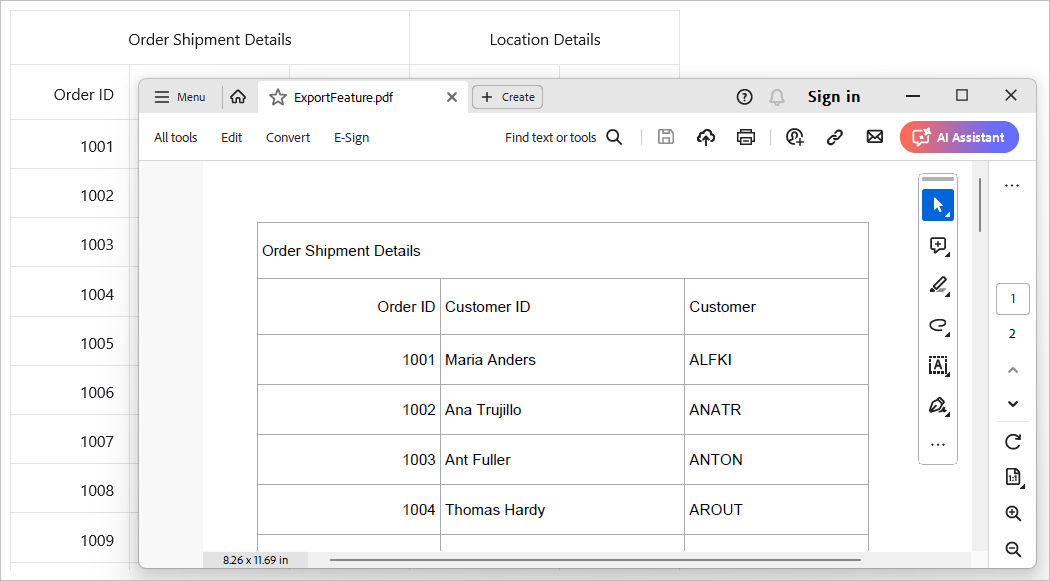 Order Shipment Details Location Details
Order ID
1001
1002
1003
1004
1005
1006
1007
1008
1009
Menu ExportFeature.pdf Create Sign in
All tools Edit Convert E-Sign Find text or tools AI Assistant
Order Shipment Details
Order ID Customer ID Customer
1001 Maria Anders ALFKI
1002 Ana Trujillo ANATR
1003 Ant Fuller ANTON
1004 Thomas Hardy AROUT
8.26 x 11.69 in
1
2
1:1
A